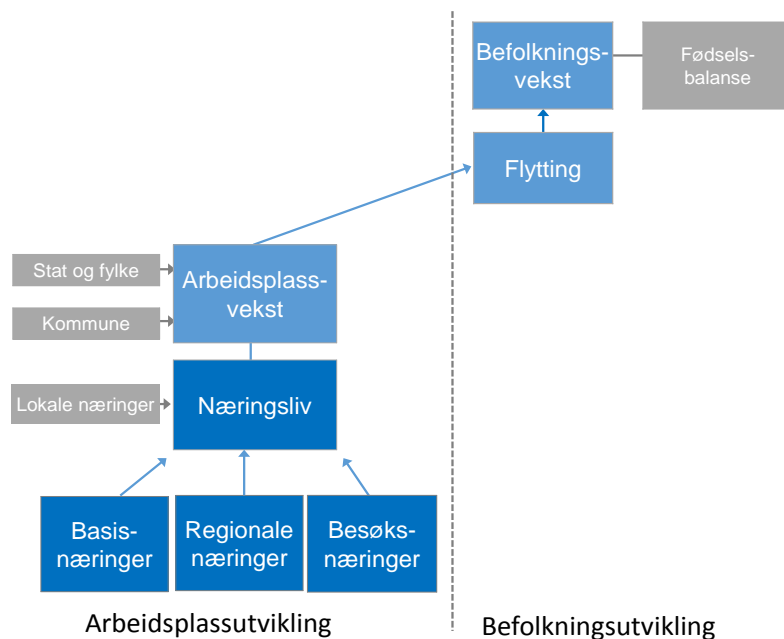 Befolknings-
vekst
Fødsels-
balanse
Flytting
Stat og fylke
Arbeidsplass-
vekst
Kommune
Lokale næringer
Næringsliv
Basis-
næringer
Regionale
næringer
Besøks-
næringer
Arbeidsplassutvikling
Befolkningsutvikling